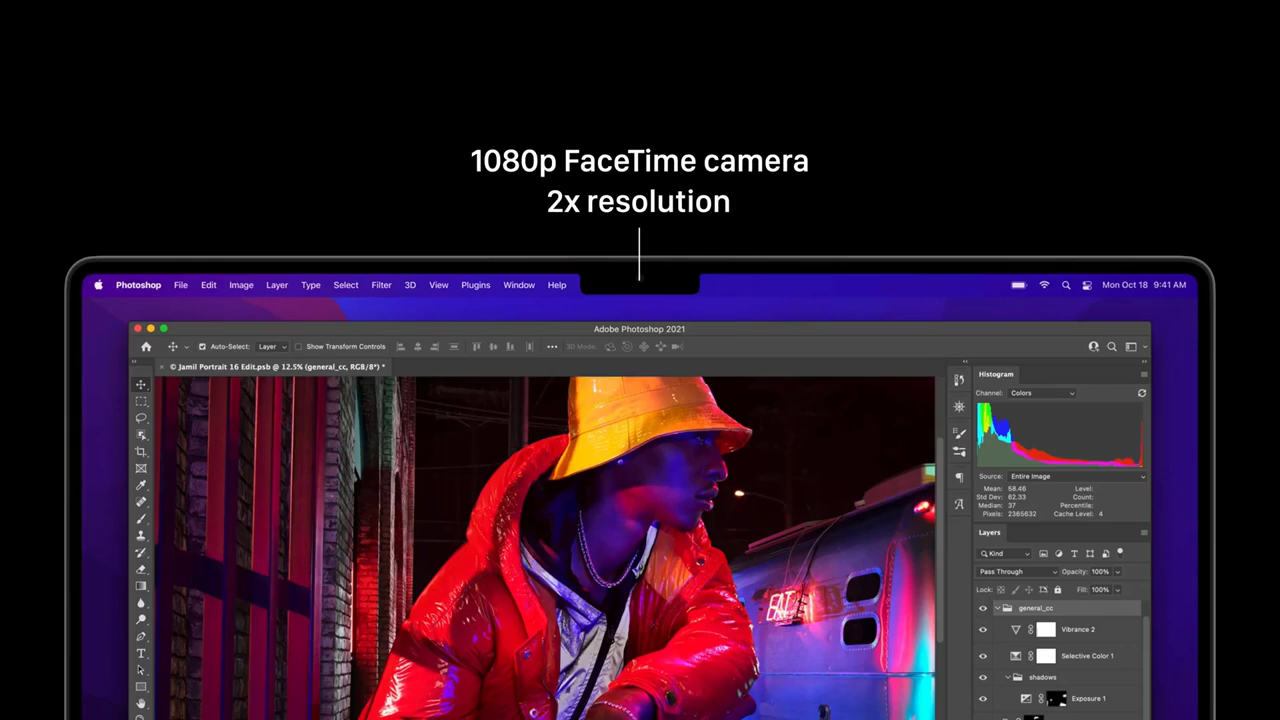 1080p FaceTime camera
2x resolution
Photoshop File Edit Image Layer Type Select Filter 3D View Plugins Window Help Mon Oct 18 9:41 AM
Adobe Photoshop 2021
Auto-Select: Layer Show Transform Controls ••• 3D Mode:
× © Jamil Portrait 16 Edit.psb @ 12.5% (general_cc, RGB/8*) *
Histogram
Channel: Colors
Source: Entire Image
Mean: 58.46 Level:
Std Dev: 62.33 Count:
Median: 37 Percentile:
Pixels: 2365632 Cache Level: 4
Layers
Kind
Pass Through Opacity: 100%
Lock: Fill: 100%
general_cc
EAT
Vibrance 2
Selective Color 1
shadows
Exposure 1